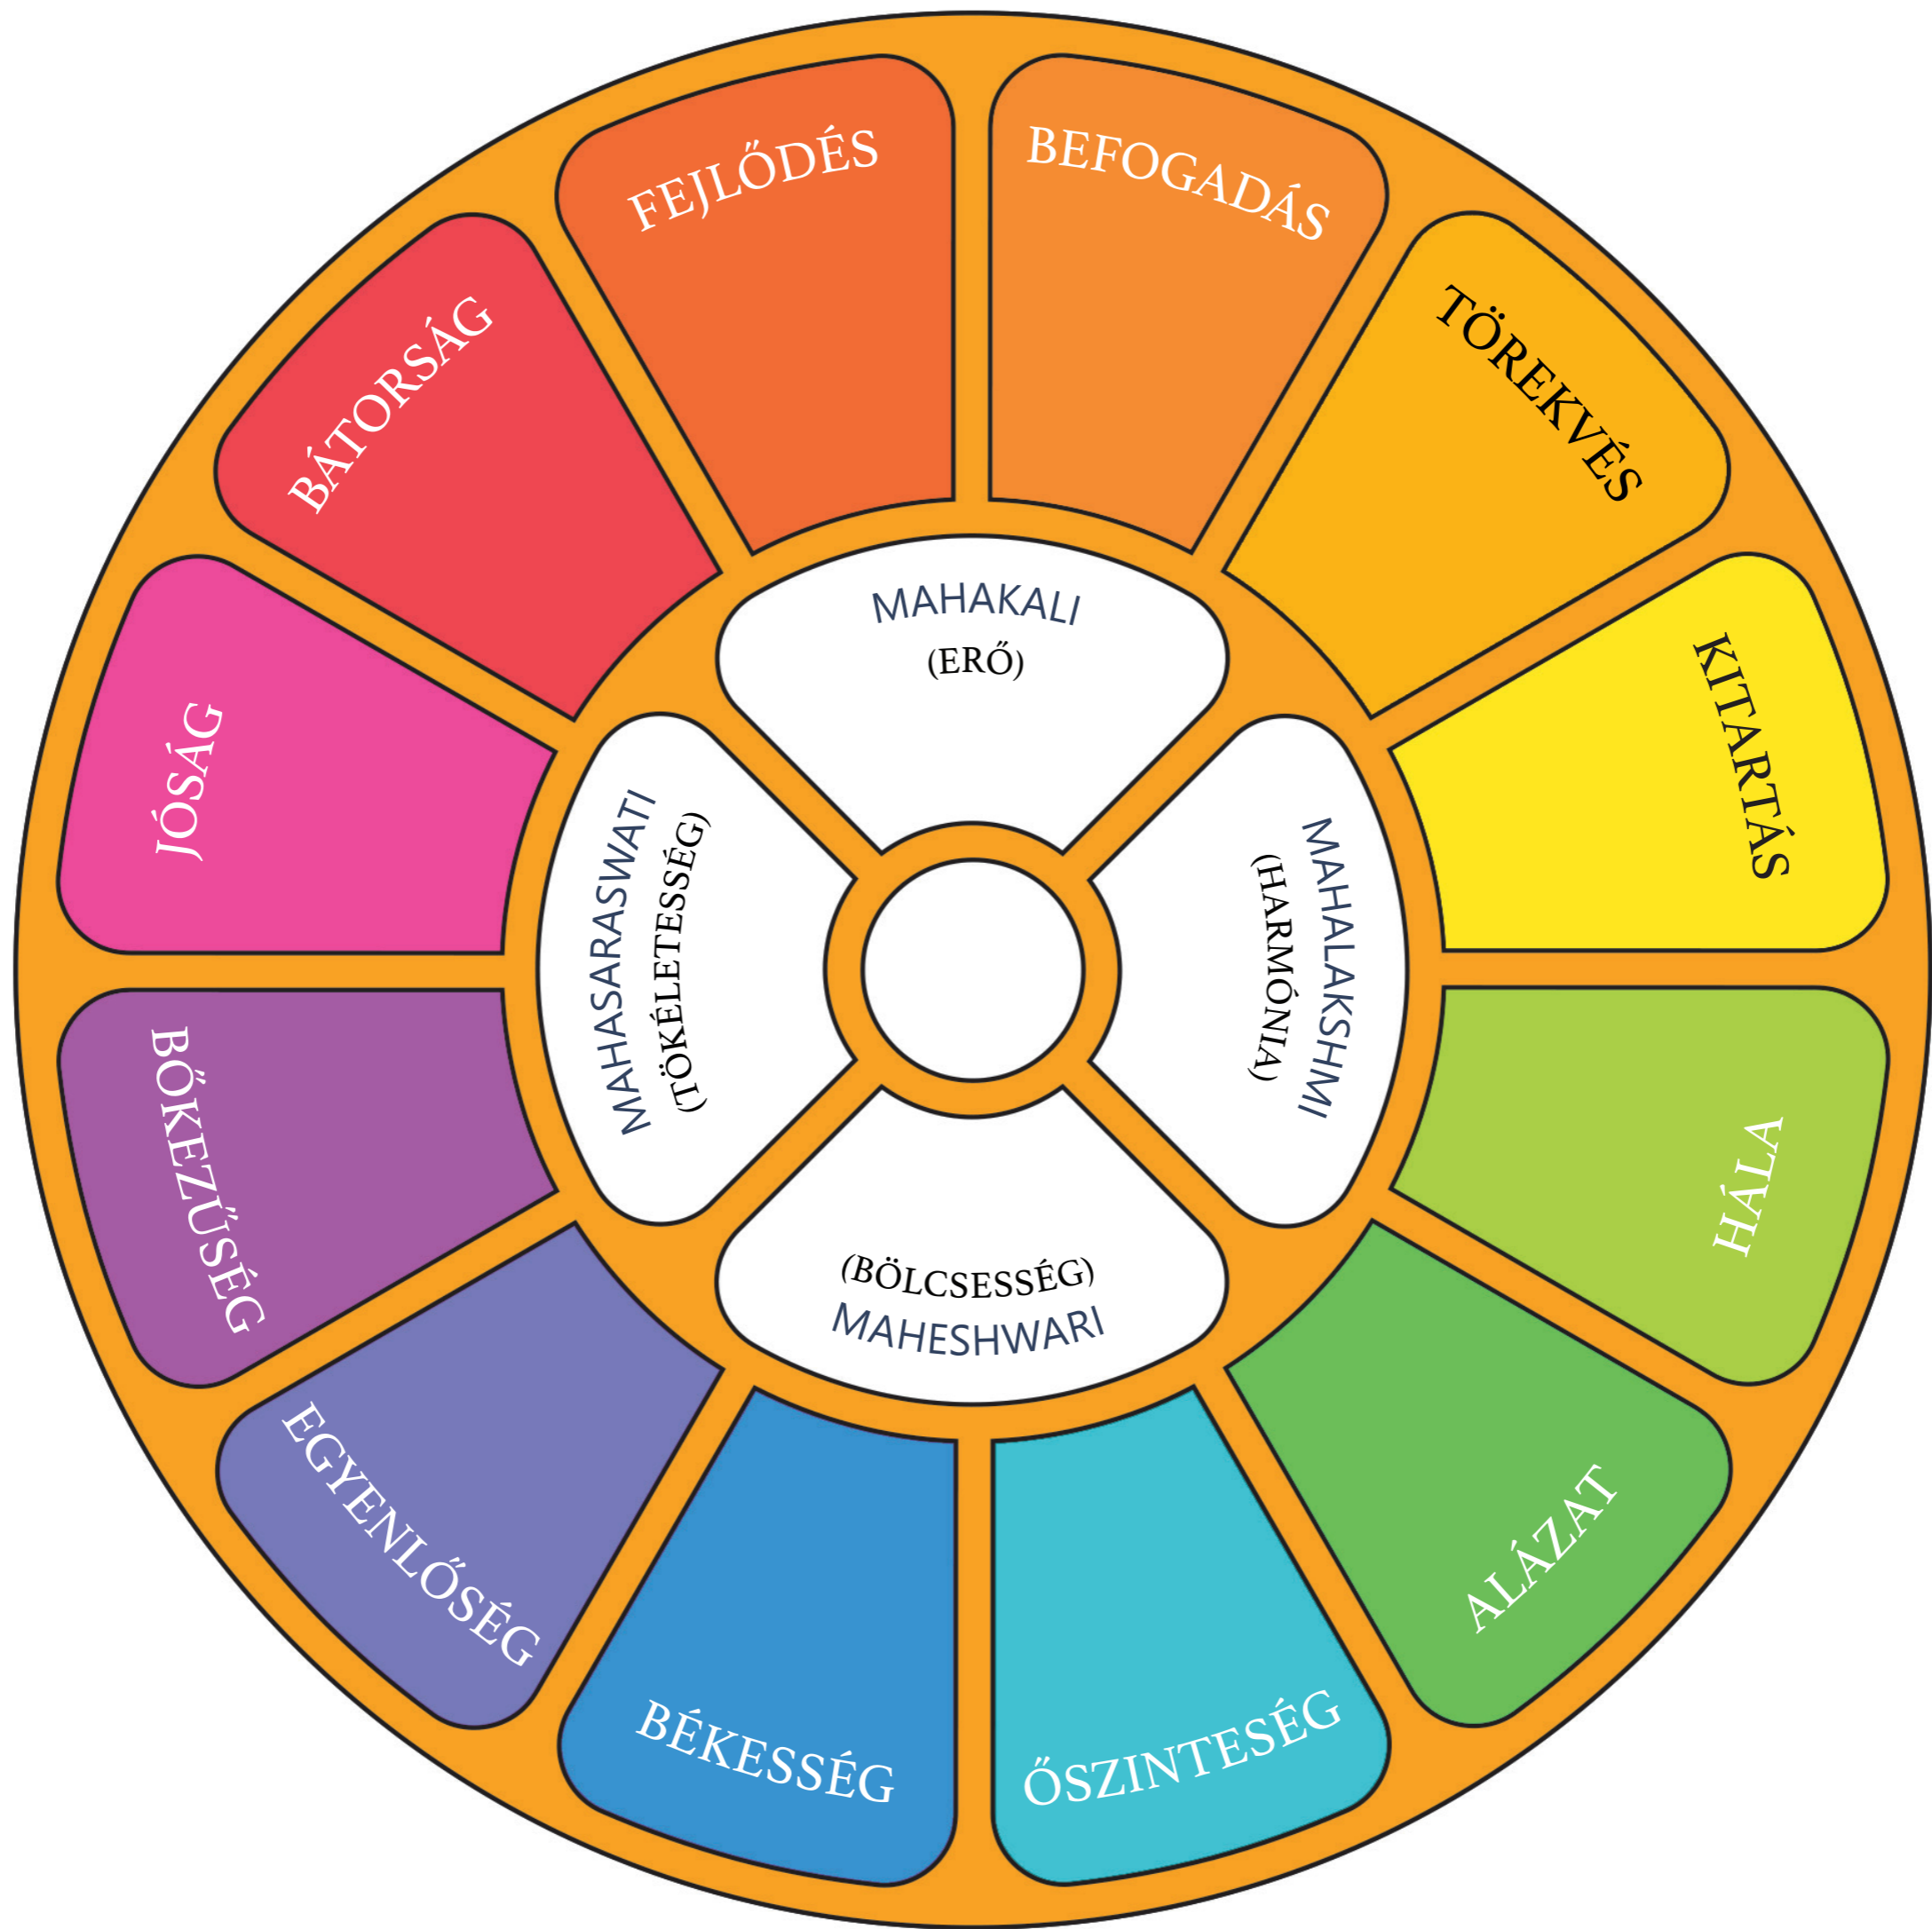 FEJLŐDÉS
BEFOGADÁS
TÖREKVÉS
KITARTÁS
HÁLA
ALÁZAT
ŐSZINTESÉG
BÉKESSÉG
EGYENLŐSÉG
BŐKEZŰSÉG
JÓSÁG
BÁTORSÁG
MAHAKALI
(ERŐ)
MAHALAKSHMI
(HARMÓNIA)
(BÖLCSESSÉG)
MAHESHWARI
MAHASARASWATI
(TÖKÉLETESSÉG)